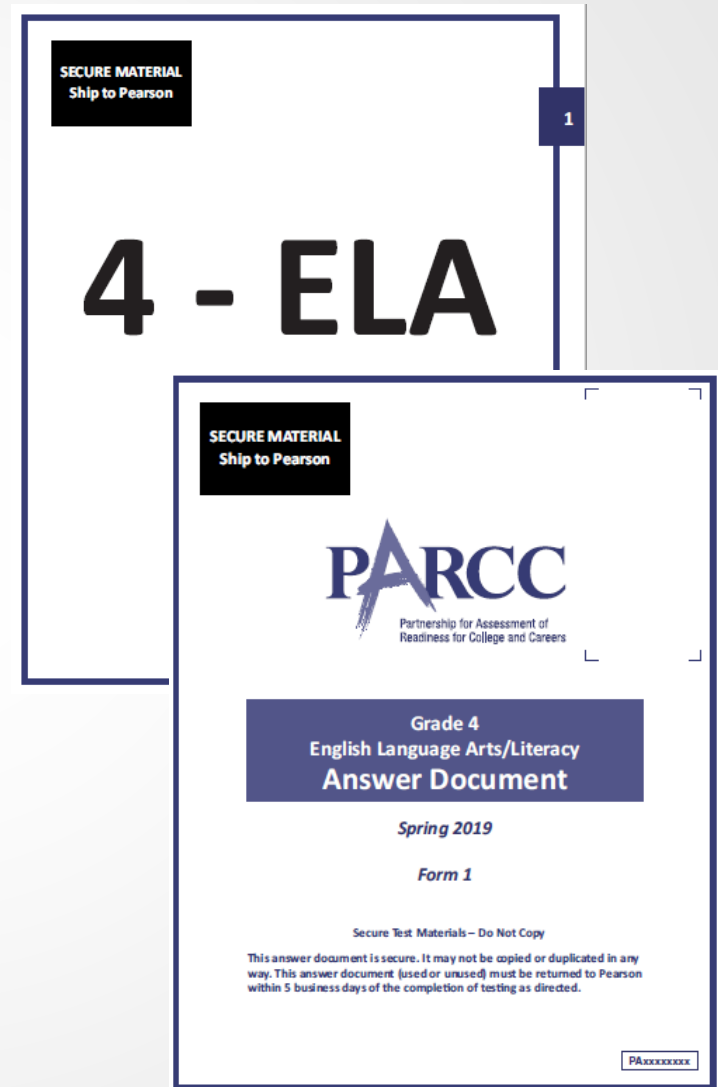 SECURE MATERIAL
Ship to Pearson
1
4 - ELA
SECURE MATERIAL
Ship to Pearson
PARCC
Partnership for Assessment of
Readiness for College and Careers
Grade 4
English Language Arts/Literacy
Answer Document
Spring 2019
Form 1
Secure Test Materials – Do Not Copy
This answer document is secure. It may not be copied or duplicated in any
way. This answer document (used or unused) must be returned to Pearson
within 5 business days of the completion of testing as directed.
PAxxxxxxxx